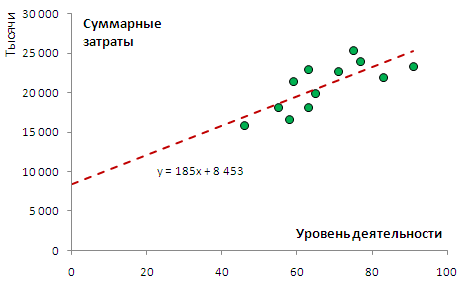 Тысячи
Суммарные
затраты
30 000
25 000
20 000
15 000
10 000
5 000
0
y = 185x + 8 453
Уровень деятельности
0
20
40
60
80
100